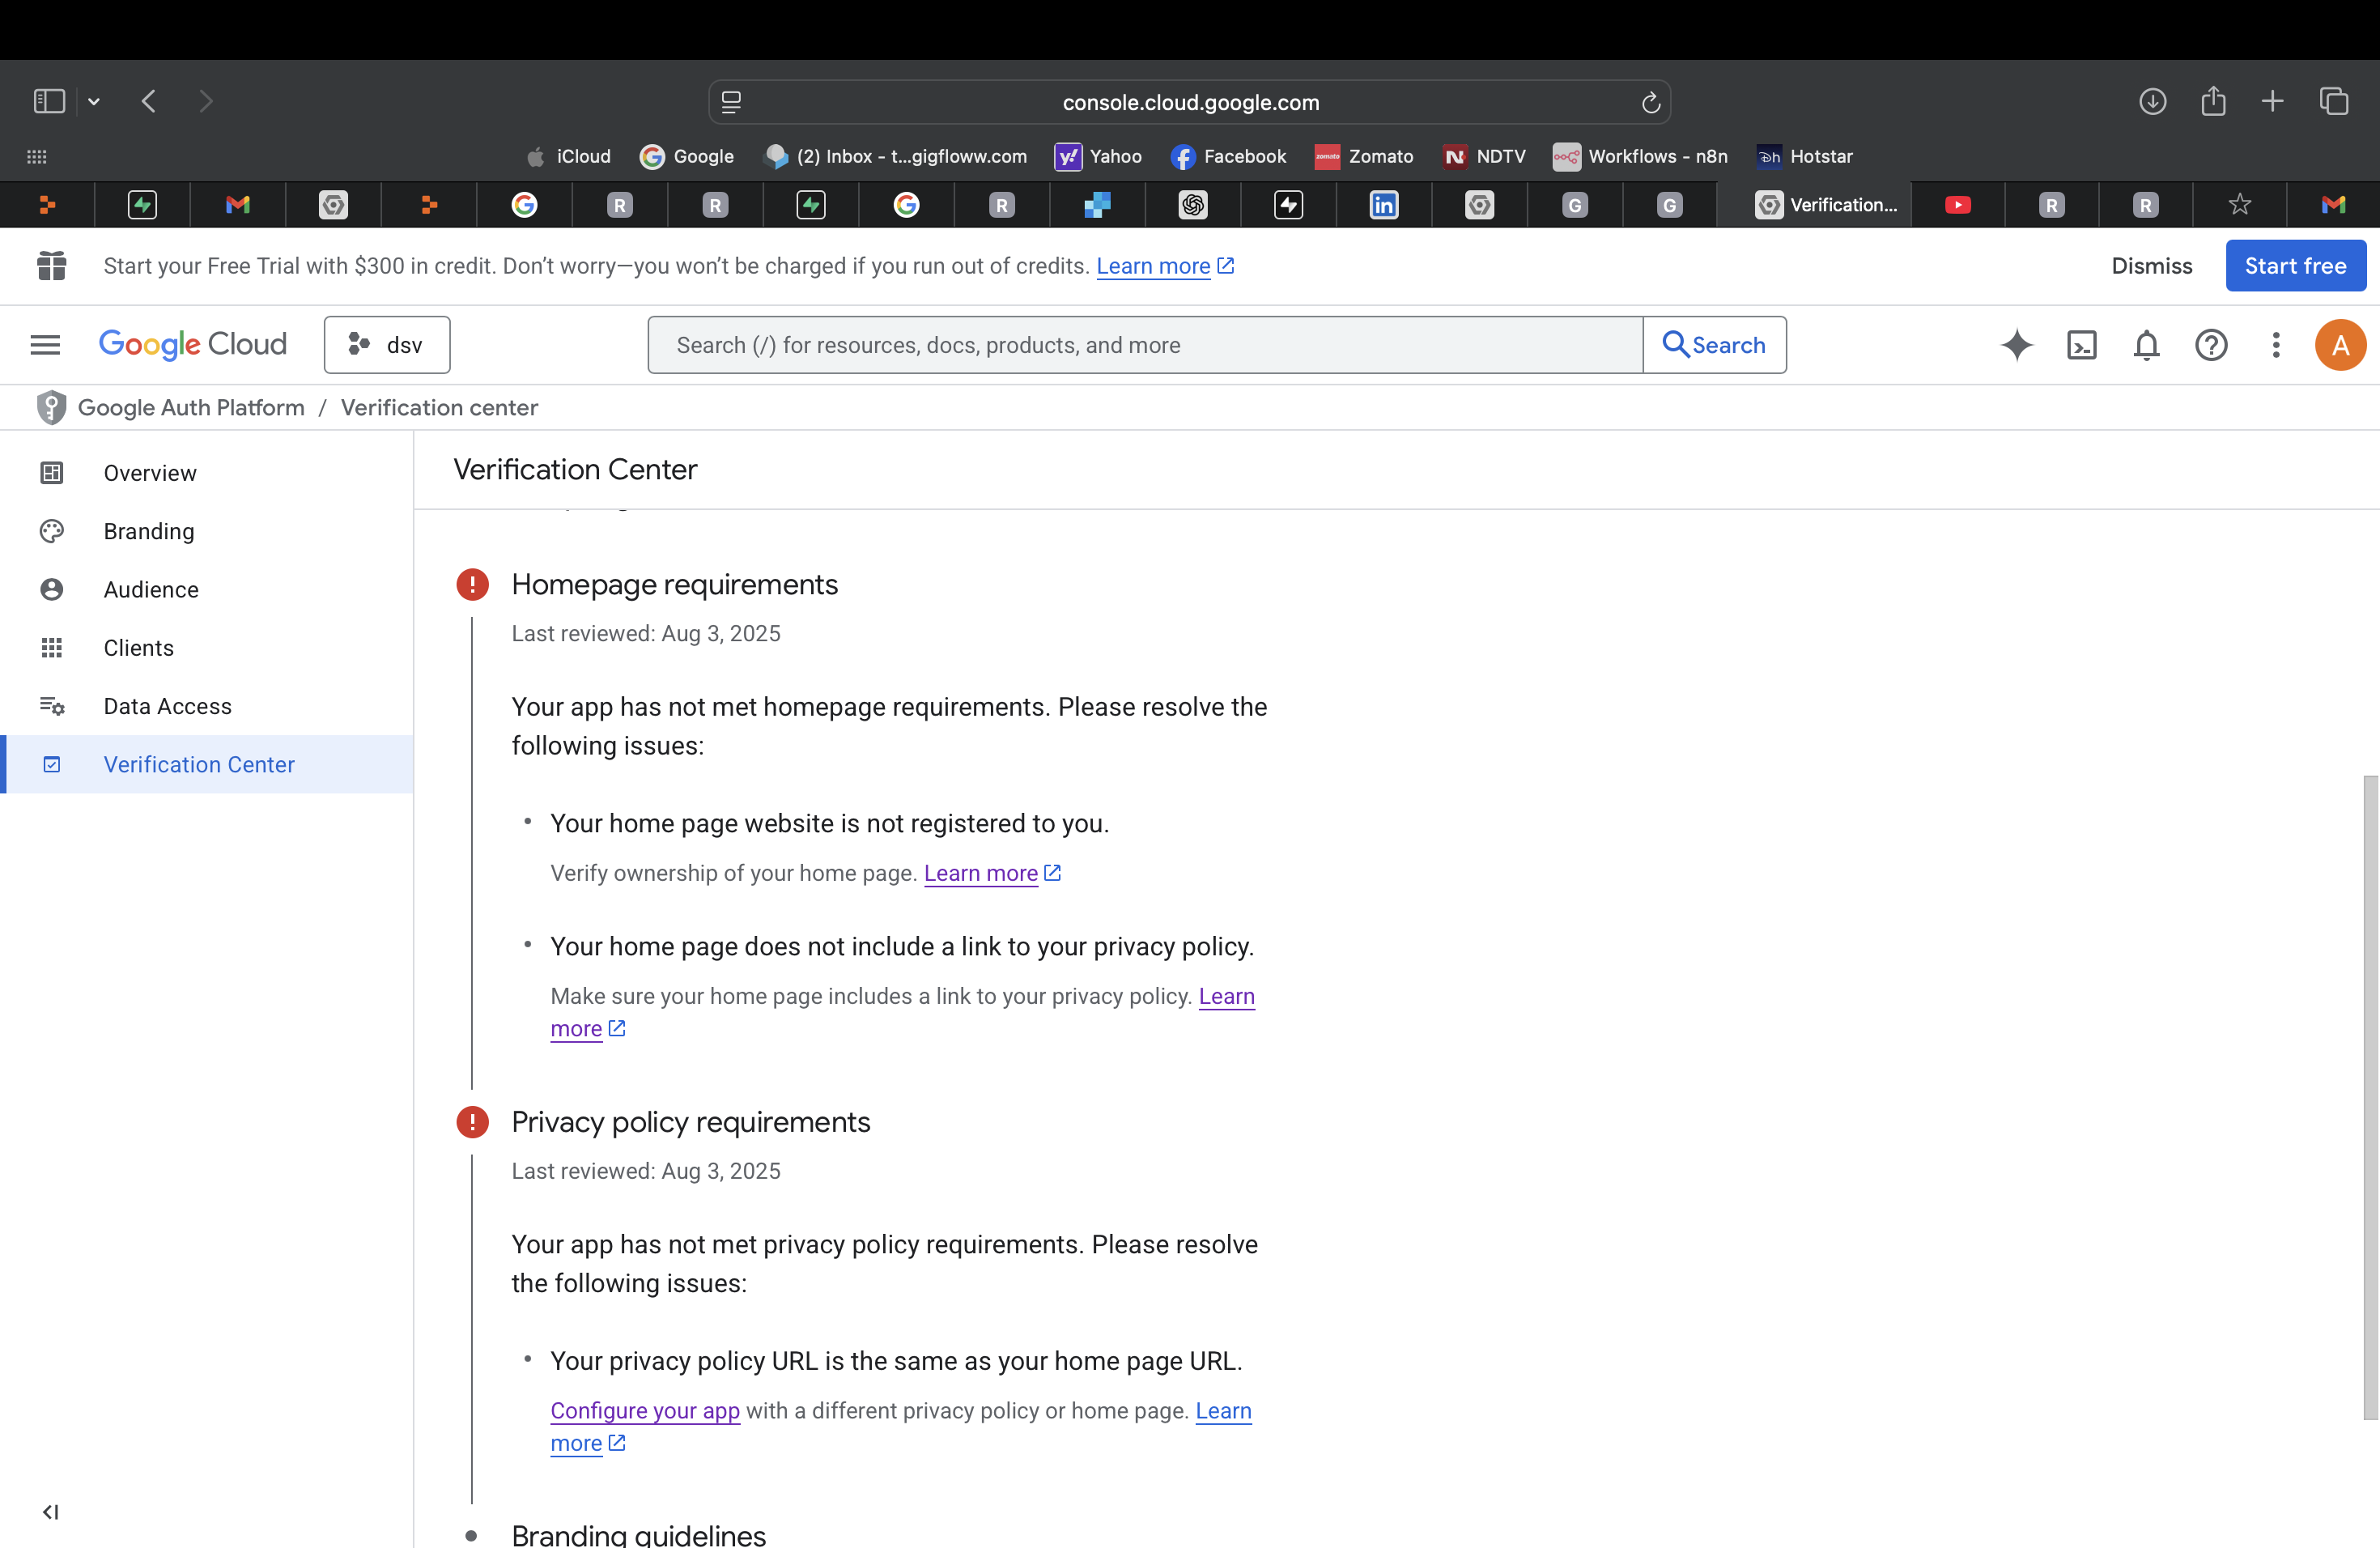 console.cloud.google.com
iCloud
Google
(2) Inbox - t...gigfloww.com
Yahoo
Facebook
Zomato
NDTV
Workflows - n8n
Hotstar
Verification...
Start your Free Trial with $300 in credit. Don’t worry—you won’t be charged if you run out of credits. Learn more
Dismiss
Start free
Google Cloud
dsv
Search (/) for resources, docs, products, and more
Search
A
Google Auth Platform / Verification center
Overview
Branding
Audience
Clients
Data Access
Verification Center
Verification Center
Homepage requirements
Last reviewed: Aug 3, 2025
Your app has not met homepage requirements. Please resolve the
following issues:
• Your home page website is not registered to you.
Verify ownership of your home page. Learn more
• Your home page does not include a link to your privacy policy.
Make sure your home page includes a link to your privacy policy. Learn
more
Privacy policy requirements
Last reviewed: Aug 3, 2025
Your app has not met privacy policy requirements. Please resolve
the following issues:
• Your privacy policy URL is the same as your home page URL.
Configure your app with a different privacy policy or home page. Learn
more
Branding guidelines